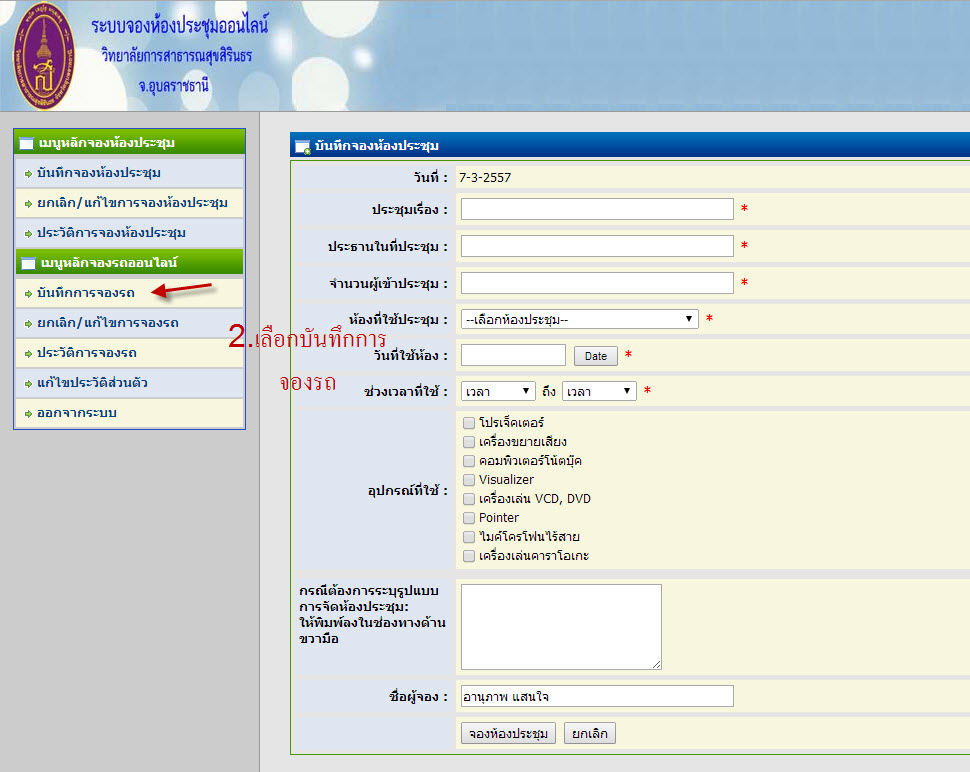 ระบบจองห้องประชุมออนไลน์
วิทยาลัยการสาธารณสุขสิรินธร
จ.อุบลราชธานี
เมนูหลักจองห้องประชุม
บันทึกจองห้องประชุม
ยกเลิก/แก้ไขการจองห้องประชุม
ประวัติการจองห้องประชุม
เมนูหลักจองรถออนไลน์
บันทึกการจองรถ
ยกเลิก/แก้ไขการจองรถ
ประวัติการจองรถ
แก้ไขประวัติส่วนตัว
ออกจากระบบ
2.เลือกบันทึกการ
จองรถ
บันทึกจองห้องประชุม
วันที่ : 7-3-2557
ประชุมเรื่อง : *
ประธานในที่ประชุม : *
จำนวนผู้เข้าประชุม : *
ห้องที่ใช้ประชุม : --เลือกห้องประชุม-- *
วันที่ใช้ห้อง : Date *
ช่วงเวลาที่ใช้ : เวลา ถึง เวลา *
อุปกรณ์ที่ใช้ :
โปรเจ็คเตอร์
เครื่องขยายเสียง
คอมพิวเตอร์โน้ตบุ๊ค
Visualizer
เครื่องเล่น VCD, DVD
Pointer
ไมค์โครโฟนไร้สาย
เครื่องเล่นคาราโอเกะ
กรณีต้องการระบุรูปแบบ
การจัดห้องประชุม:
ให้พิมพ์ลงในช่องทางด้าน
ขวามือ
ชื่อผู้จอง : อานุภาพ แสนใจ
จองห้องประชุม ยกเลิก